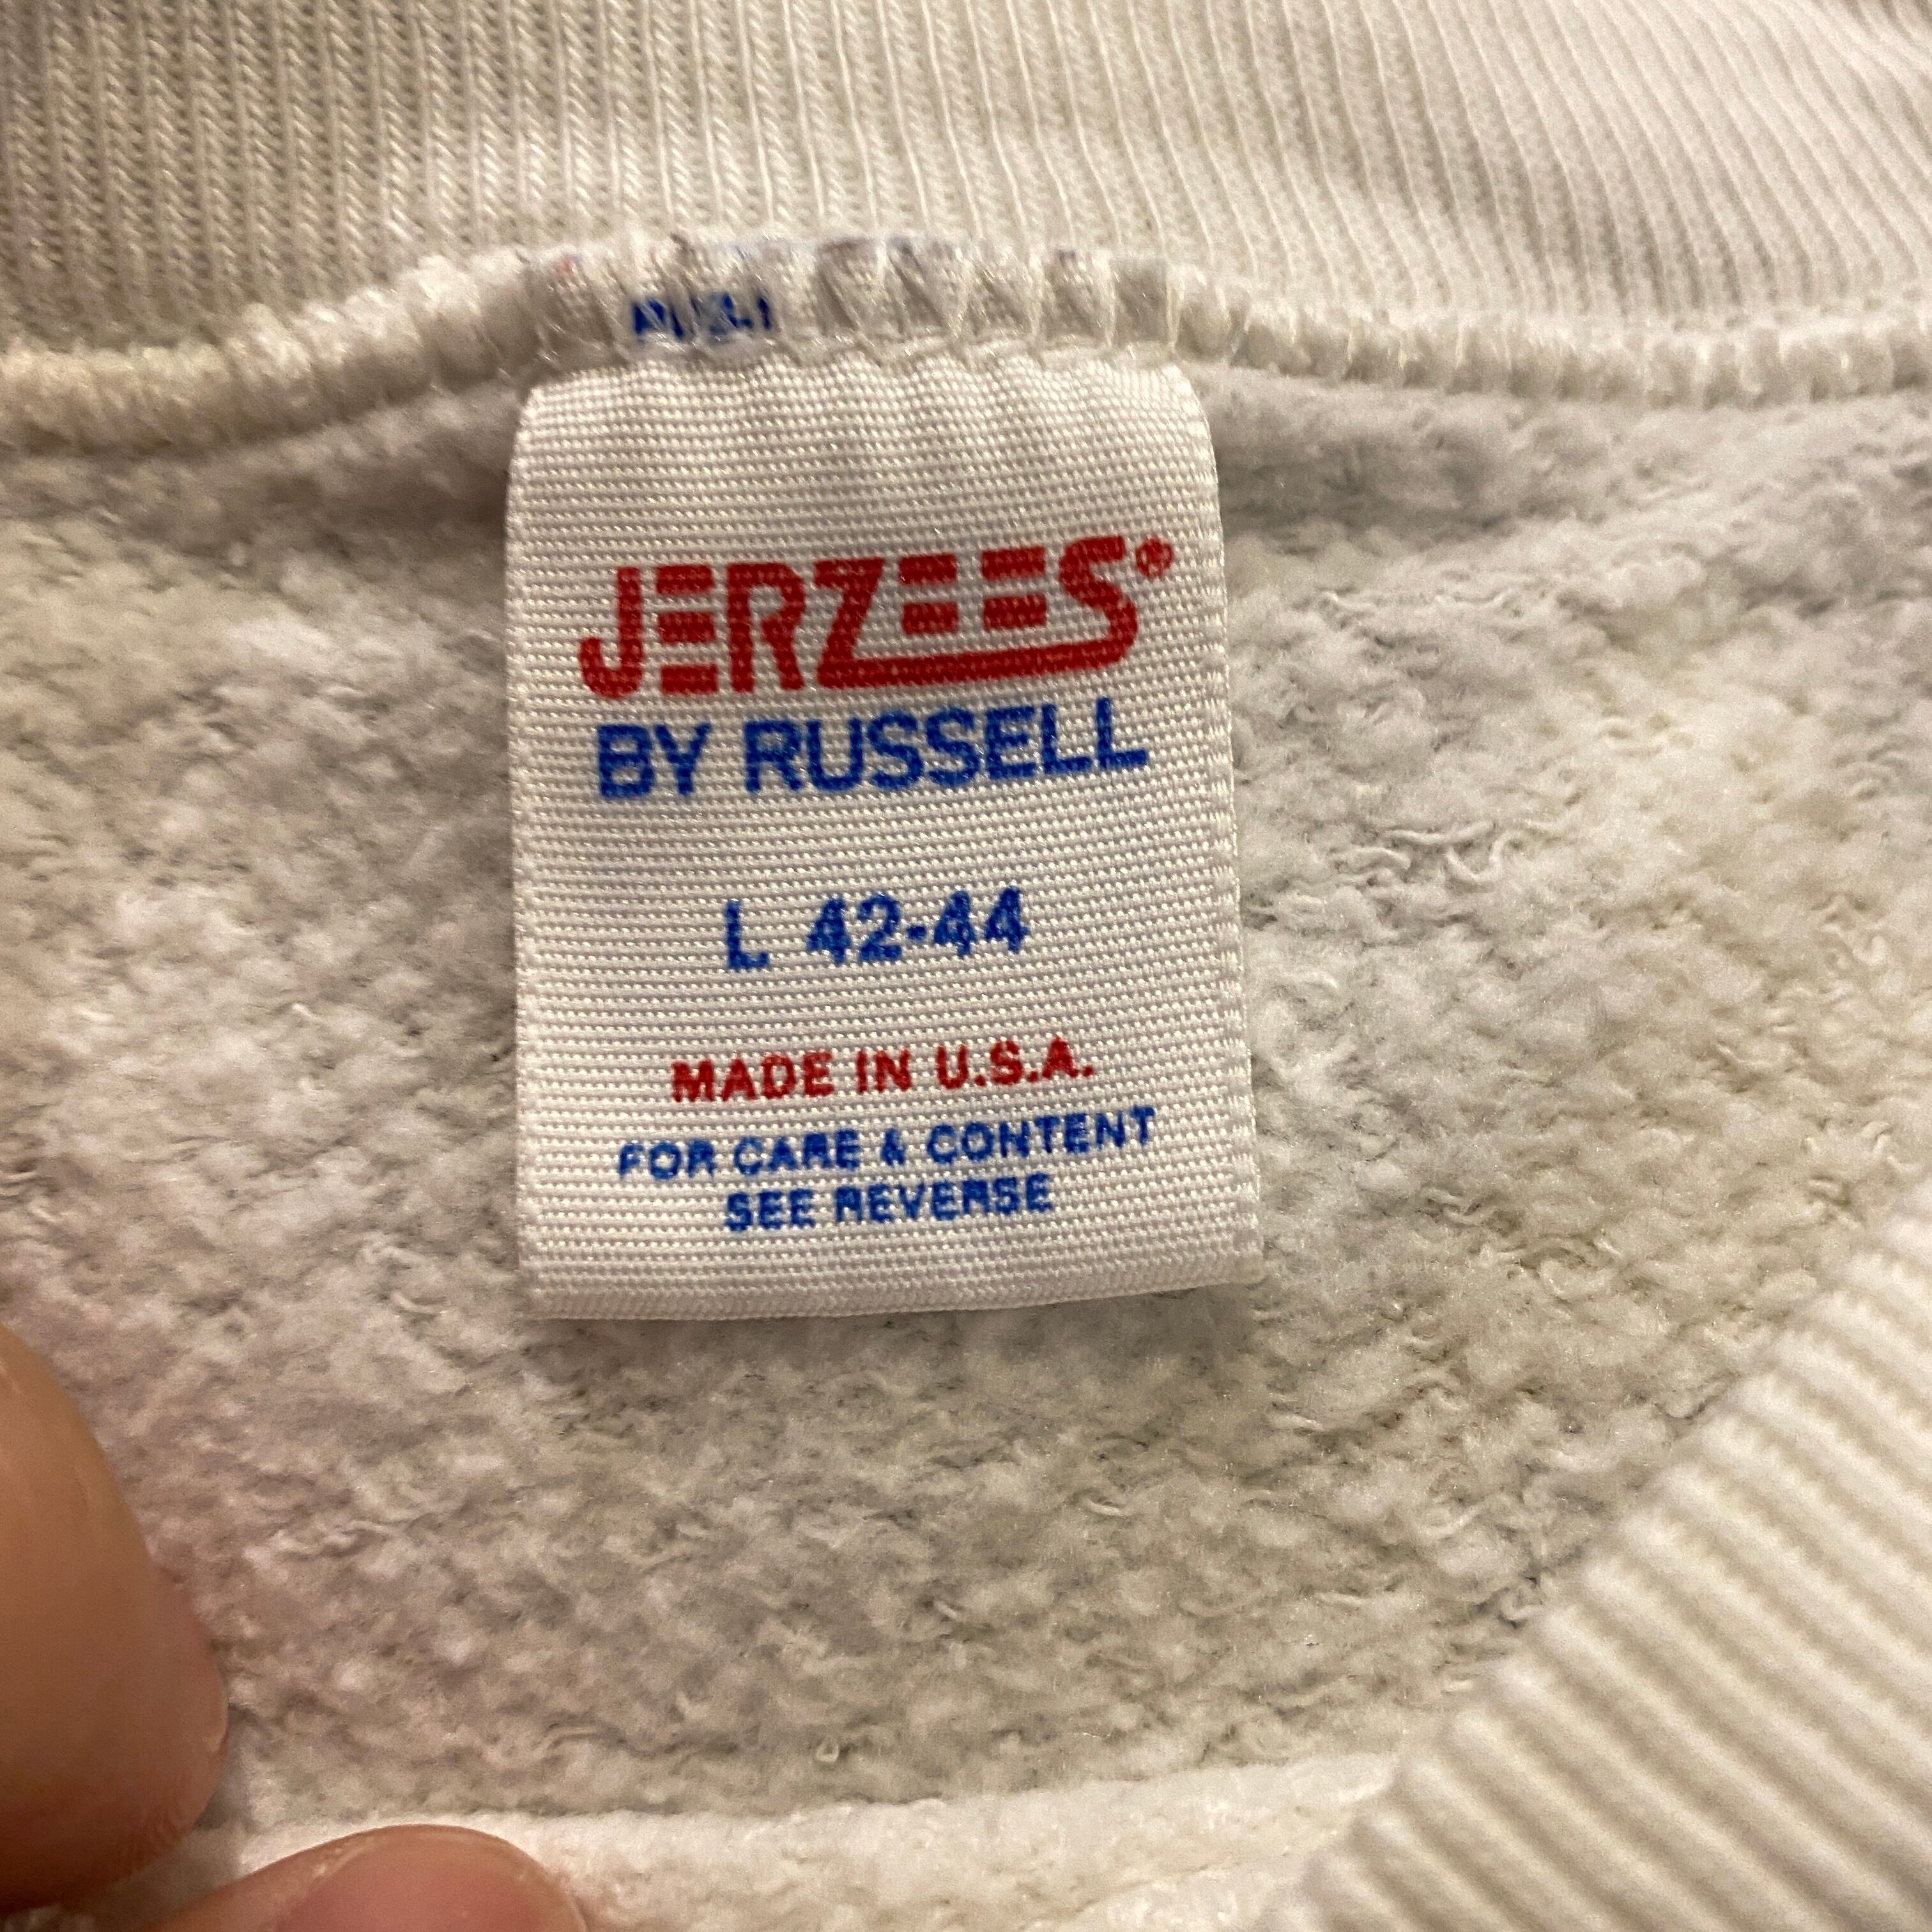 JERZEES®
BY RUSSELL
L 42-44
MADE IN U.S.A.
FOR CARE & CONTENT
SEE REVERSE